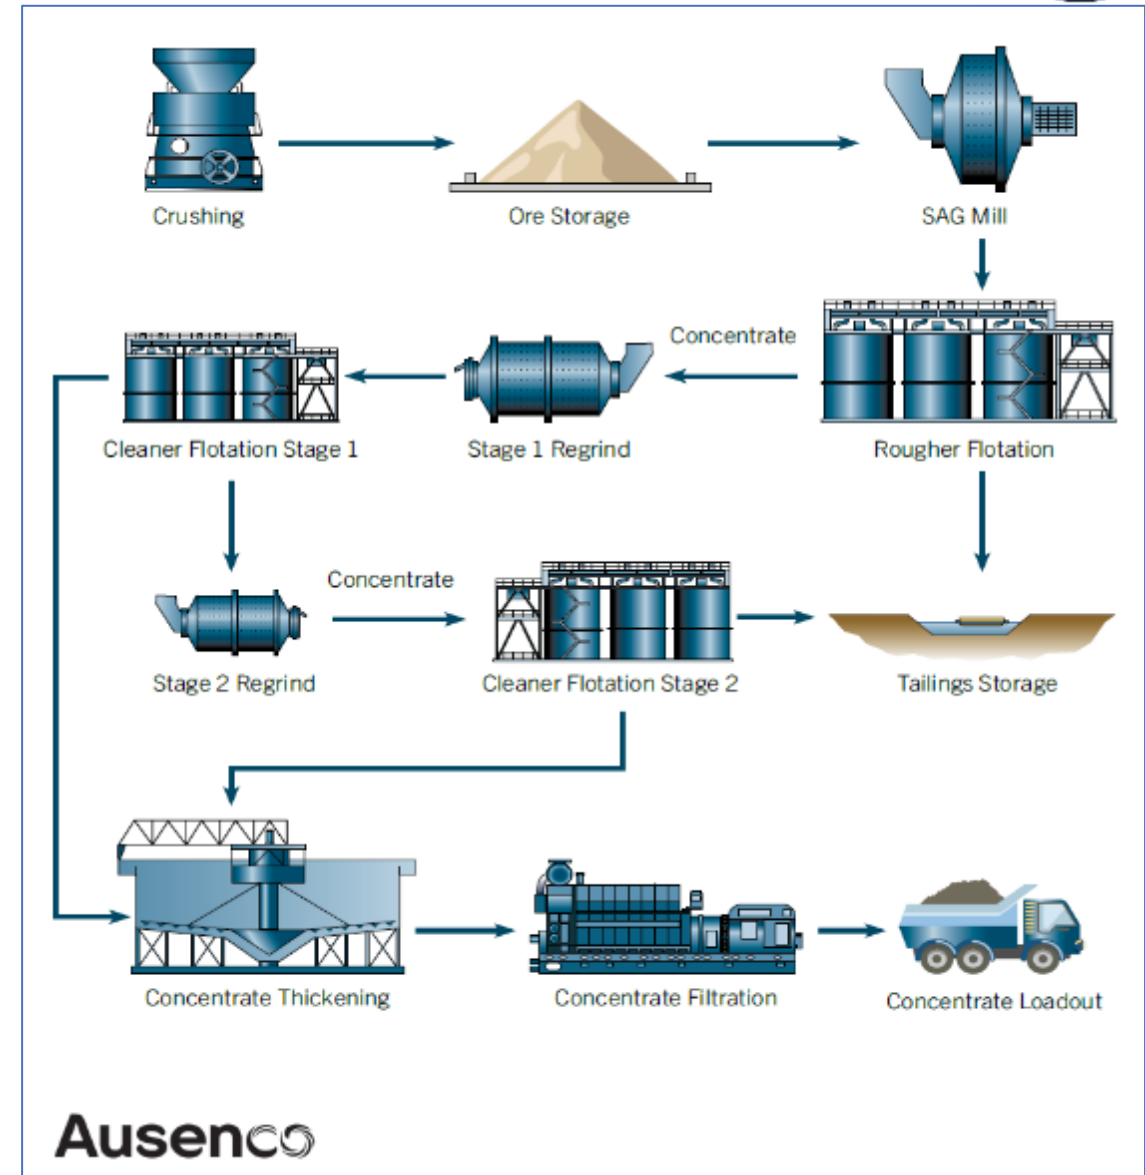 Crushing
Ore Storage
SAG Mill
Concentrate
Cleaner Flotation Stage 1
Stage 1 Regrind
Rougher Flotation
Concentrate
Stage 2 Regrind
Cleaner Flotation Stage 2
Tailings Storage
Concentrate Thickening
Concentrate Filtration
Concentrate Loadout
Ausenco